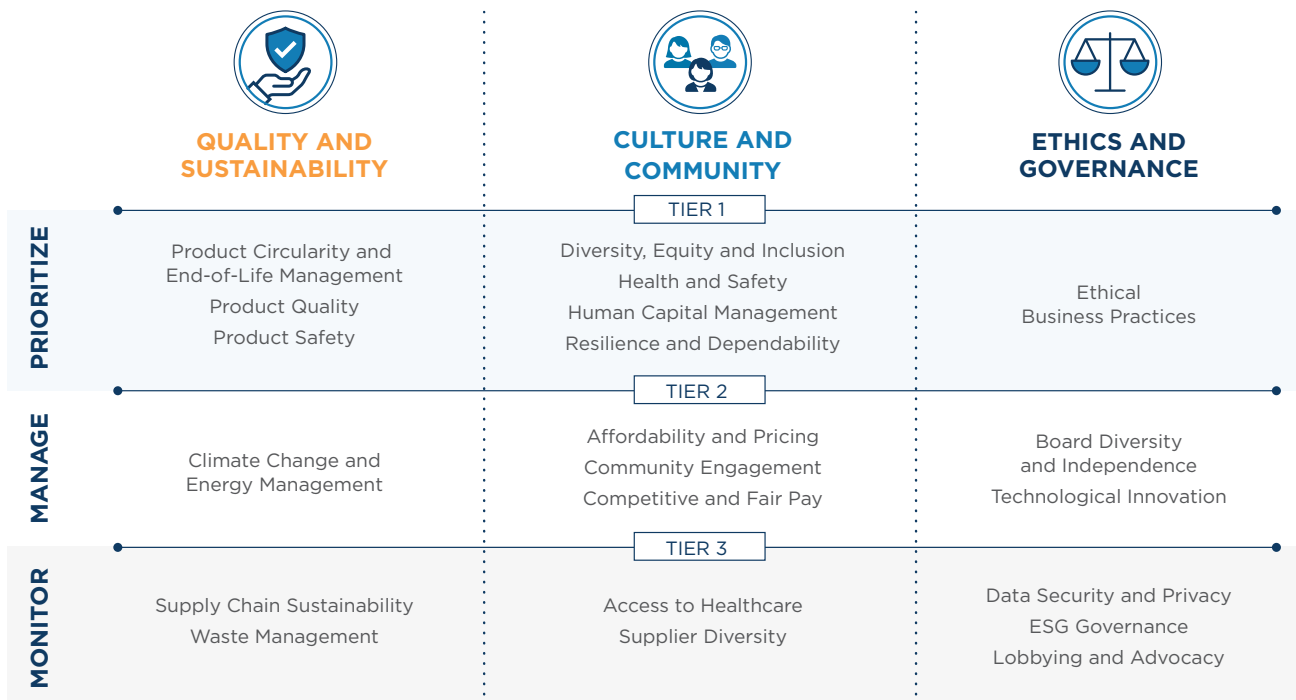 QUALITY AND
SUSTAINABILITY
CULTURE AND
COMMUNITY
ETHICS AND
GOVERNANCE
TIER 1
PRIORITIZE
Product Circularity and
End-of-Life Management
Product Quality
Product Safety
Diversity, Equity and Inclusion
Health and Safety
Human Capital Management
Resilience and Dependability
Ethical
Business Practices
TIER 2
MANAGE
Climate Change and
Energy Management
Affordability and Pricing
Community Engagement
Competitive and Fair Pay
Board Diversity
and Independence
Technological Innovation
TIER 3
MONITOR
Supply Chain Sustainability
Waste Management
Access to Healthcare
Supplier Diversity
Data Security and Privacy
ESG Governance
Lobbying and Advocacy